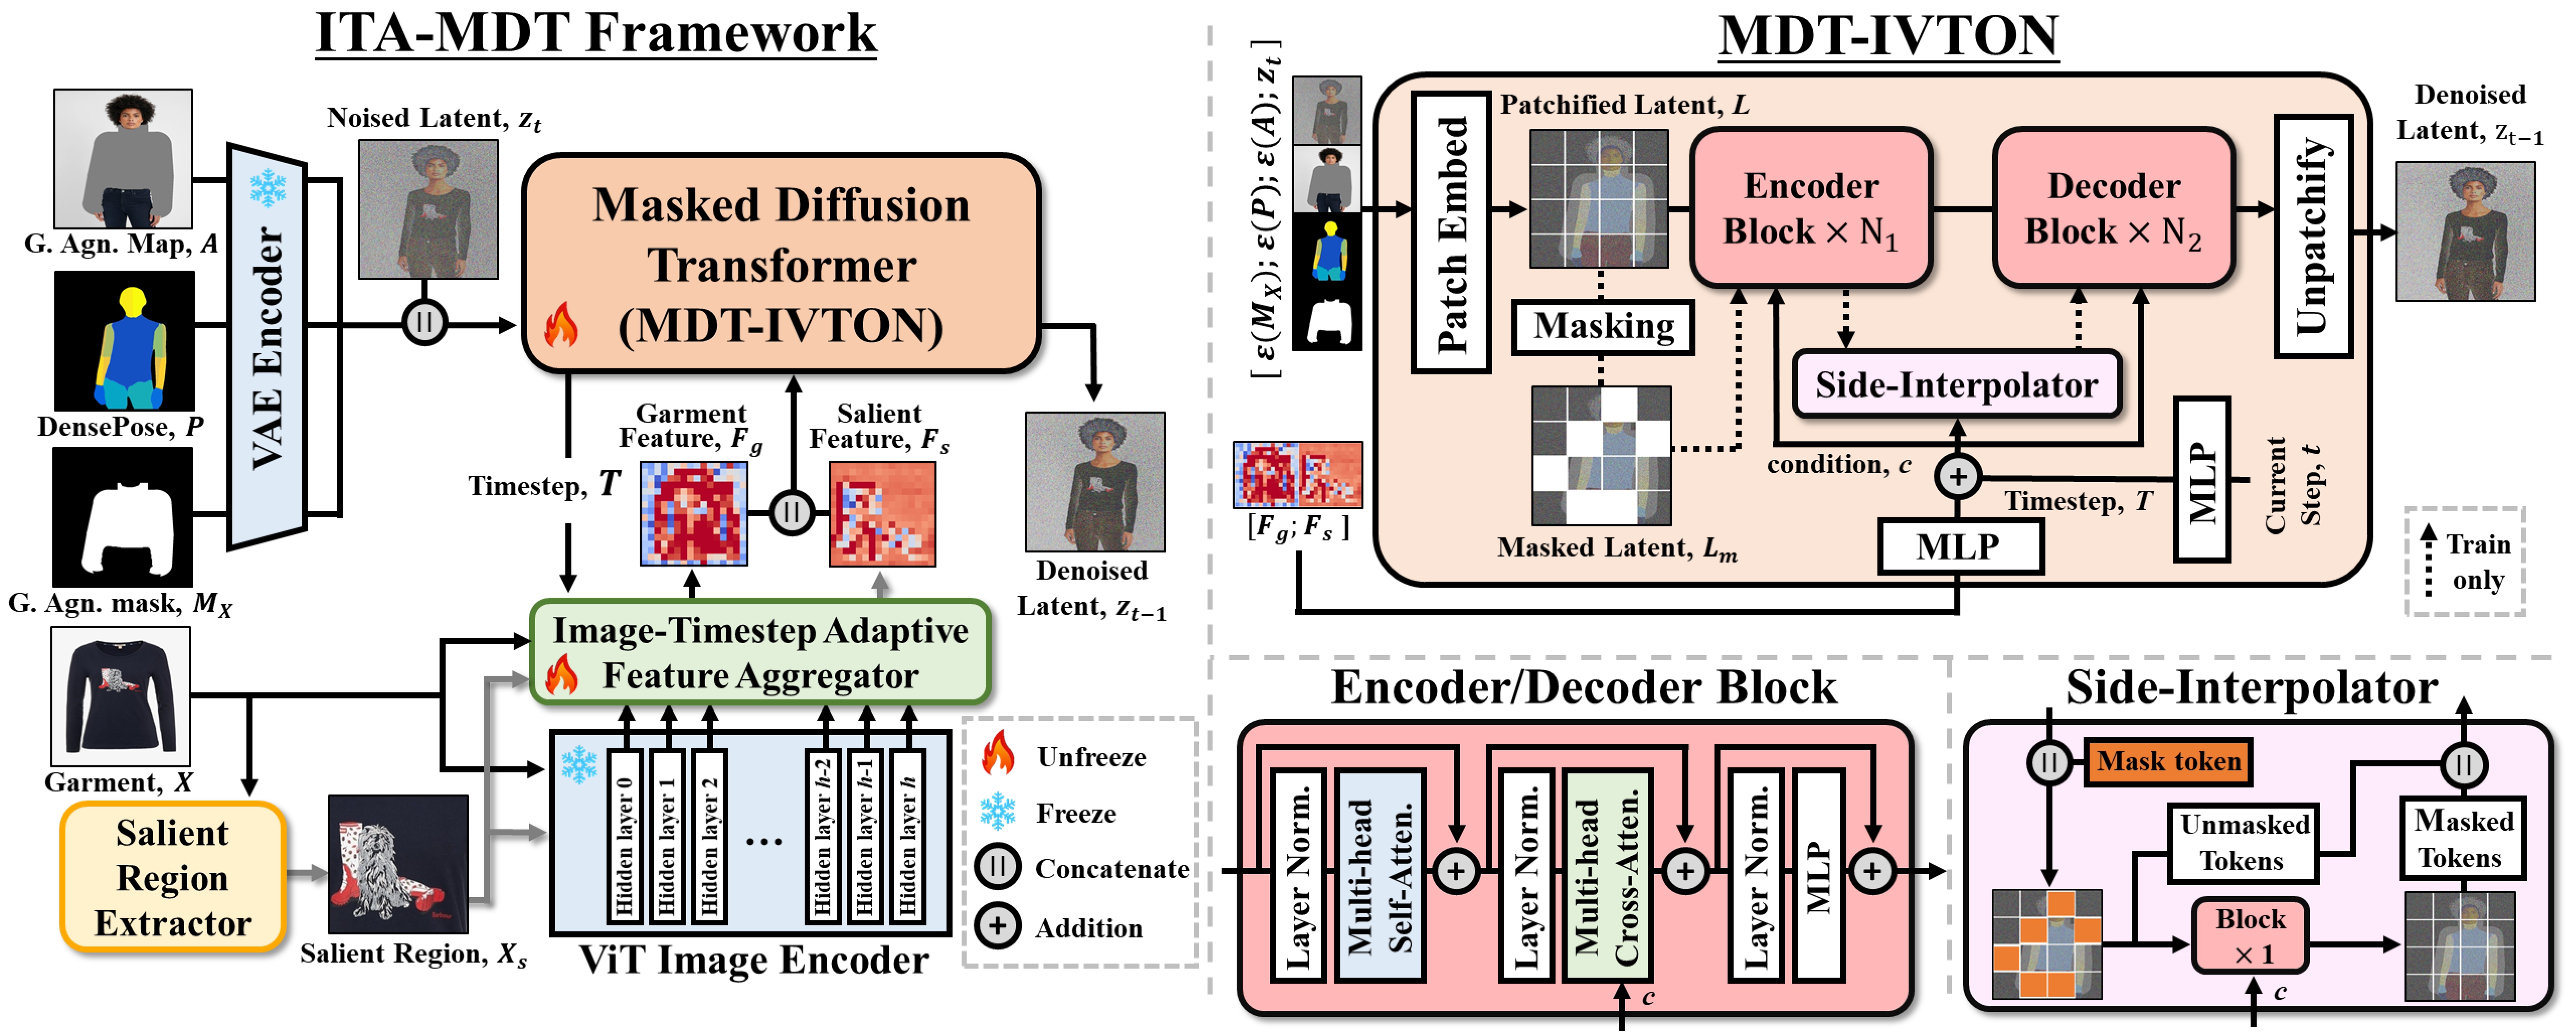 ITA-MDT Framework
G. Agn. Map, A
DensePose, P
G. Agn. mask, M_X
Garment, X
VAE Encoder
Noised Latent, z_t
||
Masked Diffusion
Transformer
(MDT-IVTON)
Timestep, T
Garment
Feature, F_g
||
Salient
Feature, F_s
Denoised
Latent, z_{t−1}
Image-Timestep Adaptive
Feature Aggregator
Hidden layer 0
Hidden layer 1
Hidden layer 2
...
Hidden layer h-2
Hidden layer h-1
Hidden layer h
ViT Image Encoder
Salient
Region
Extractor
Salient Region, X_s
Unfreeze
Freeze
|| Concatenate
+ Addition
MDT-IVTON
[ ε(M_X); ε(P); ε(A); z_t ]
[F_g; F_s ]
Patch Embed
Patchified Latent, L
Masking
Masked Latent, L_m
Encoder
Block × N₁
Decoder
Block × N₂
Side-Interpolator
condition, c
+
Timestep, T
MLP
MLP
Current
Step, t
Unpatchify
Denoised
Latent, z_{t−1}
Train
only
Encoder/Decoder Block
Layer Norm.
Multi-head
Self-Atten.
+
Layer Norm.
Multi-head
Cross-Atten.
+
Layer Norm.
MLP
+
c
Side-Interpolator
||
Mask token
Unmasked
Tokens
||
Masked
Tokens
Block
× 1
c